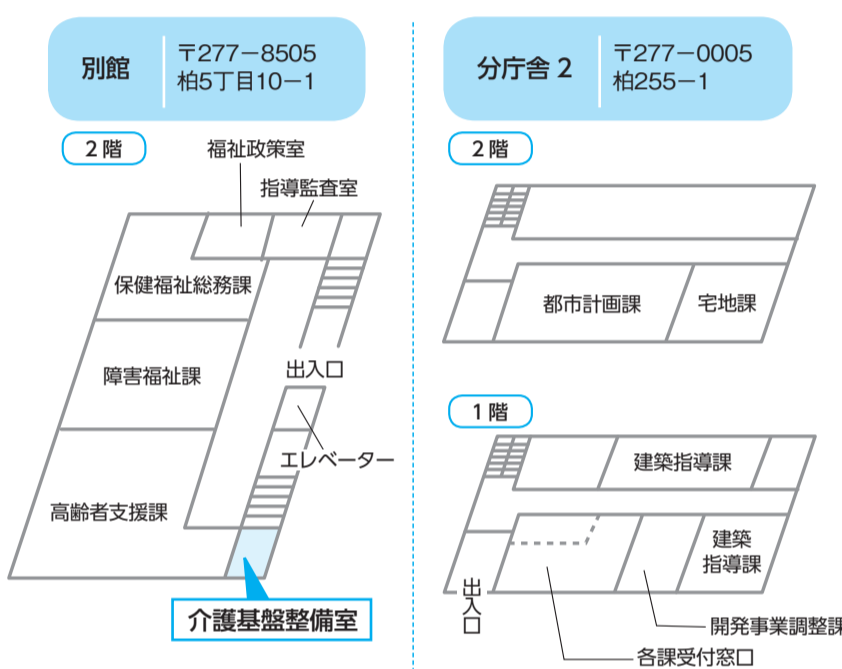 別館
〒277−8505
柏5丁目10−1
2階
福祉政策室
指導監査室
保健福祉総務課
障害福祉課
出入口
エレベーター
高齢者支援課
介護基盤整備室
分庁舎 2
〒277−0005
柏255−1
2階
都市計画課
宅地課
1階
建築指導課
建築
指導課
出入口
開発事業調整課
各課受付窓口